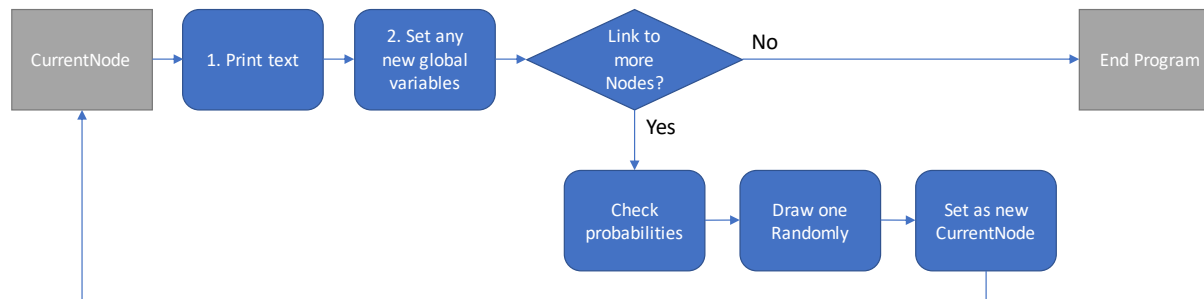 CurrentNode
1. Print text
2. Set any
new global
variables
Link to
more
Nodes?
No
End Program
Yes
Check
probabilities
Draw one
Randomly
Set as new
CurrentNode